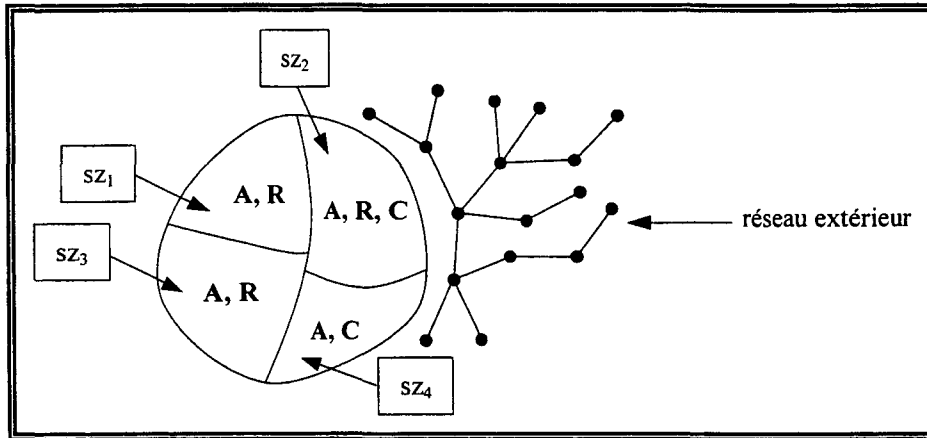 sz₂
sz₁
A, R
A, R, C
réseau extérieur
sz₃
A, R
A, C
sz₄